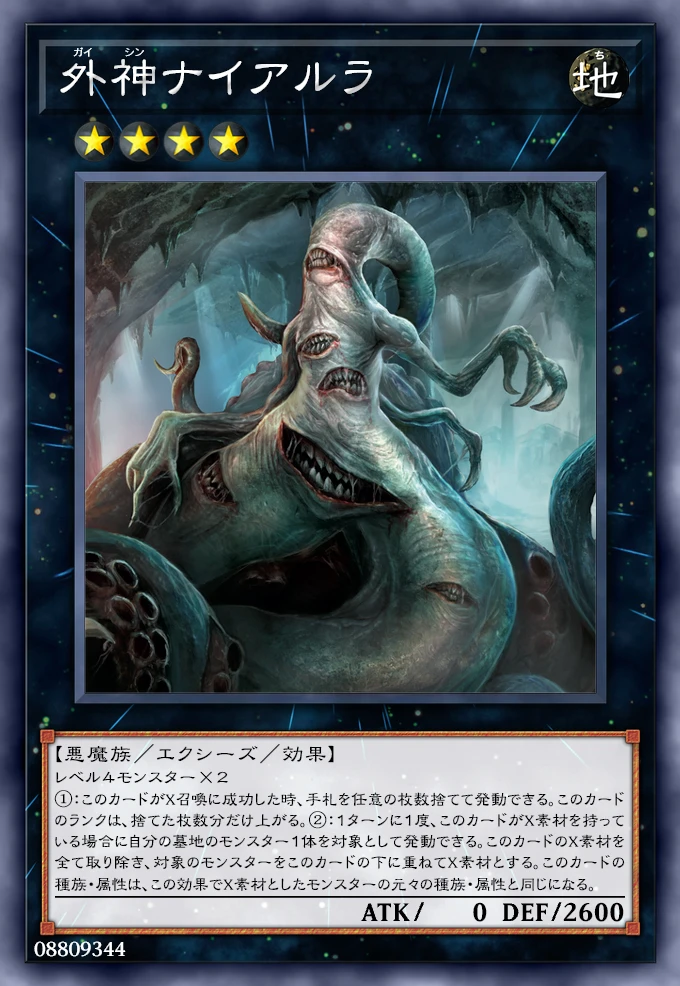 ガイ シン
外神ナイアルラ
ち
地
【悪魔族／エクシーズ／効果】
レベル４モンスター×２
①：このカードがX召喚に成功した時、手札を任意の枚数捨てて発動できる。このカード
のランクは、捨てた枚数分だけ上がる。②：１ターンに１度、このカードがX素材を持って
いる場合に自分の墓地のモンスター１体を対象として発動できる。このカードのX素材を
全て取り除き、対象のモンスターをこのカードの下に重ねてX素材とする。このカードの
種族・属性は、この効果でX素材としたモンスターの元々の種族・属性と同じになる。
ATK/ 0 DEF/2600
08809344